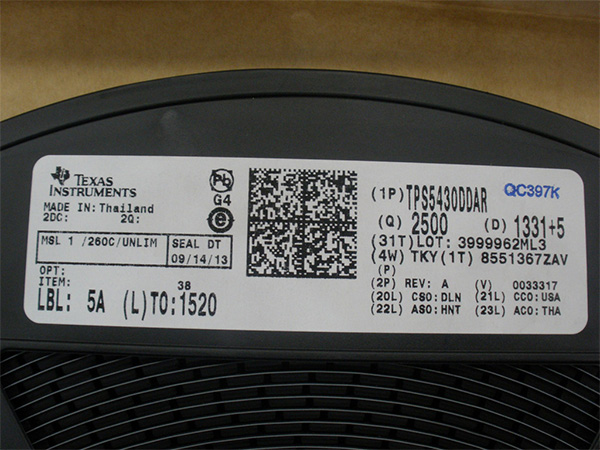 TEXAS
INSTRUMENTS
MADE IN: Thailand
2DC: 2Q:
Pb
G4
e
MSL 1 /260C/UNLIM
SEAL DT
09/14/13
OPT:
ITEM:
38
LBL: 5A (L)TO:1520
(1P)TPS5430DDAR
QC397K
(Q) 2500 (D) 1331+5
(31T)LOT: 3999962ML3
(4W) TKY(1T) 8551367ZAV
(P)
(2P) REV: A (V) 0033317
(20L) CSO:DLN (21L) CCO:USA
(22L) ASO:HNT (23L) ACO:THA